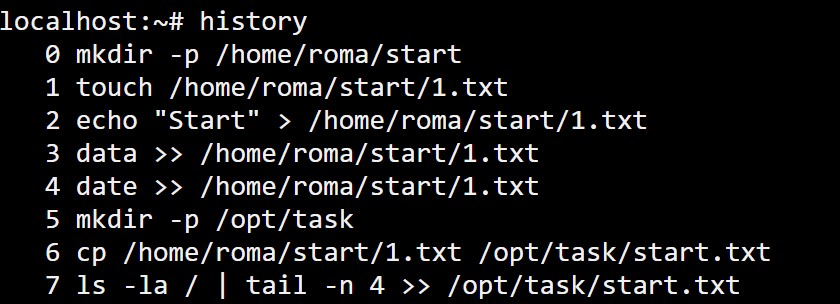 localhost:~# history
0 mkdir -p /home/roma/start
1 touch /home/roma/start/1.txt
2 echo "Start" > /home/roma/start/1.txt
3 data >> /home/roma/start/1.txt
4 date >> /home/roma/start/1.txt
5 mkdir -p /opt/task
6 cp /home/roma/start/1.txt /opt/task/start.txt
7 ls -la / | tail -n 4 >> /opt/task/start.txt